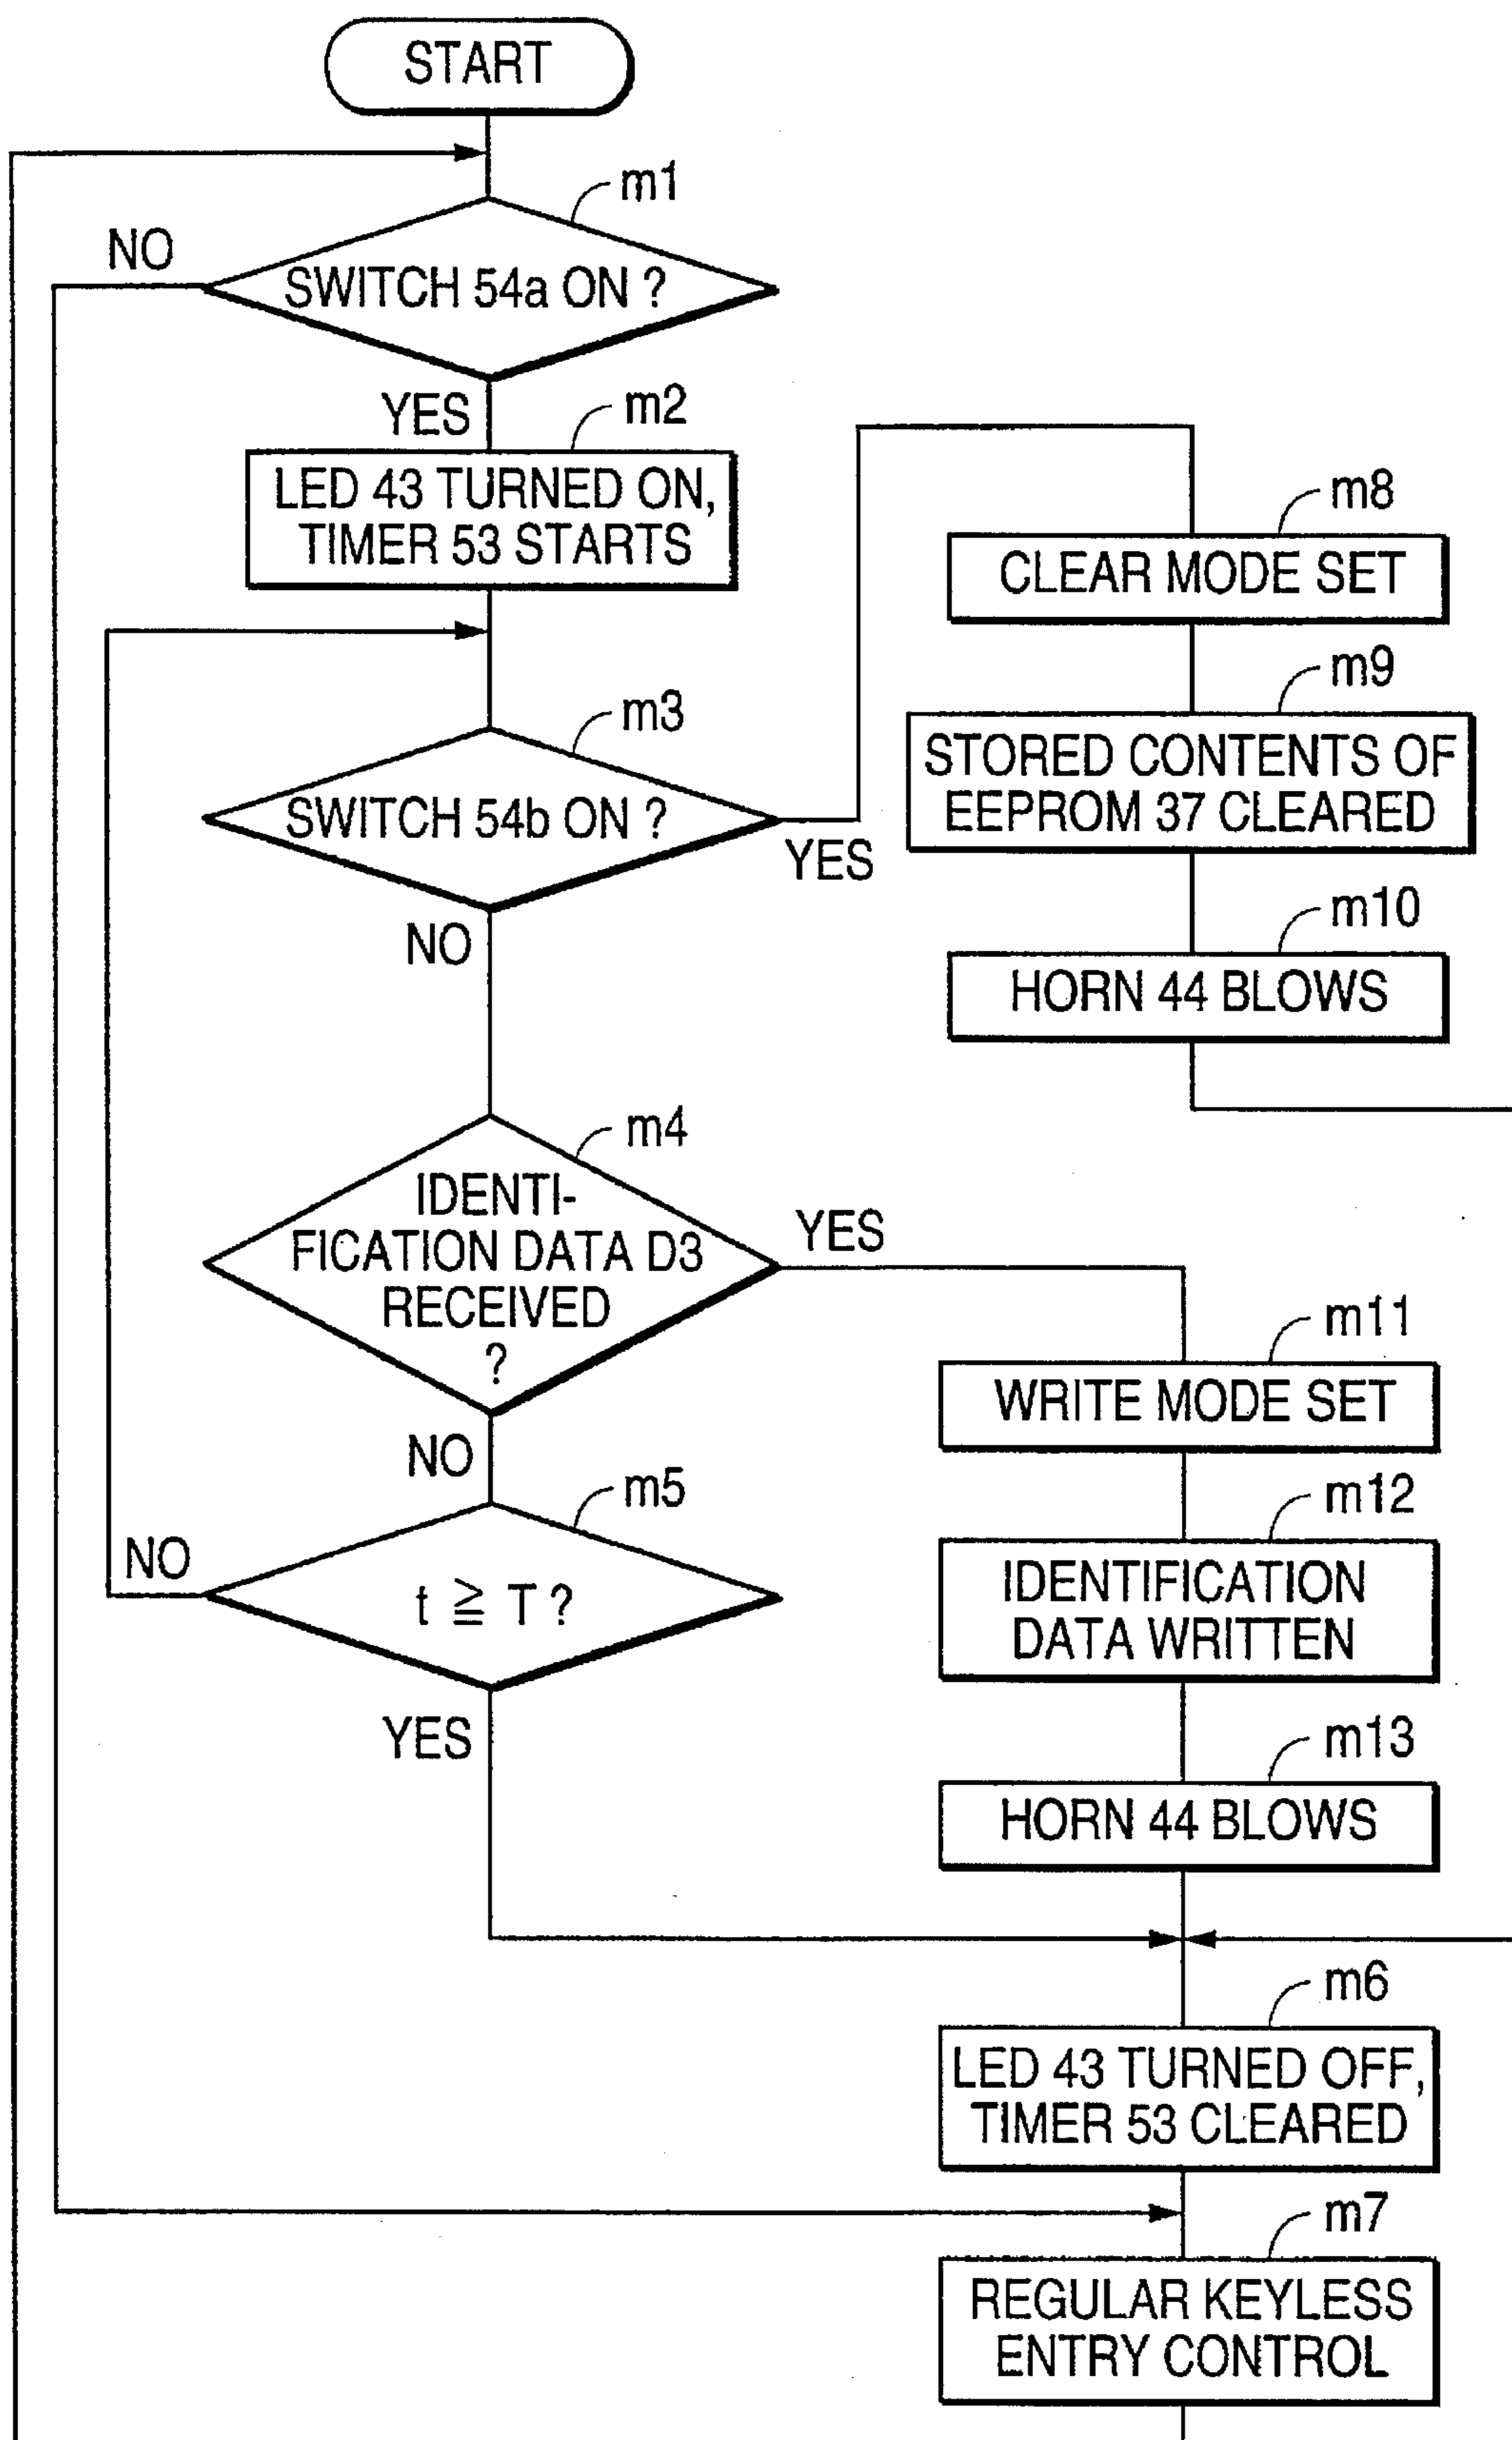 START
m1
NO
SWITCH 54a ON ?
YES
m2
LED 43 TURNED ON,
TIMER 53 STARTS
m3
SWITCH 54b ON ?
YES
NO
m8
CLEAR MODE SET
m9
STORED CONTENTS OF
EEPROM 37 CLEARED
m10
HORN 44 BLOWS
m4
IDENTI-
FICATION DATA D3
RECEIVED
?
YES
NO
m5
NO
t ≧ T ?
YES
m11
WRITE MODE SET
m12
IDENTIFICATION
DATA WRITTEN
m13
HORN 44 BLOWS
m6
LED 43 TURNED OFF,
TIMER 53 CLEARED
m7
REGULAR KEYLESS
ENTRY CONTROL